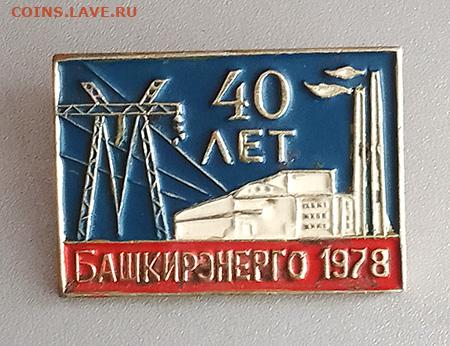 COINS.LAVE.RU
40
ЛЕТ
БАШКИРЭНЕРГО 1978